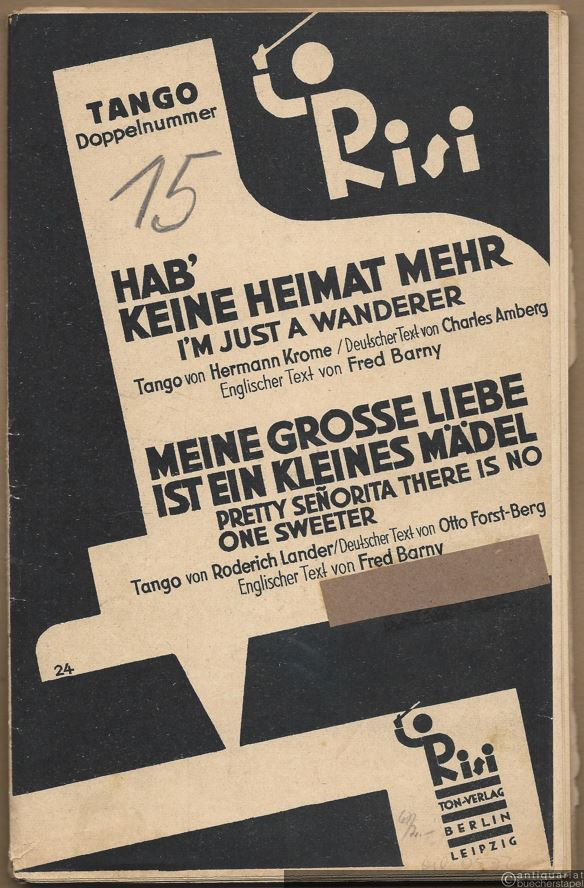 TANGO
Doppelnummer
15
Risi
HAB'
KEINE HEIMAT MEHR
I'M JUST A WANDERER
Tango von Hermann Krome / Deutscher Text von Charles Amberg
Englischer Text von Fred Barny
MEINE GROSSE LIEBE
IST EIN KLEINES MÄDEL
PRETTY SEÑORITA THERE IS NO
ONE SWEETER
Tango von Roderich Lander/Deutscher Text von Otto Forst-Berg
Englischer Text von Fred Barny
24
Risi
TON-VERLAG
BERLIN
LEIPZIG
©antiquariat
buecherstapel